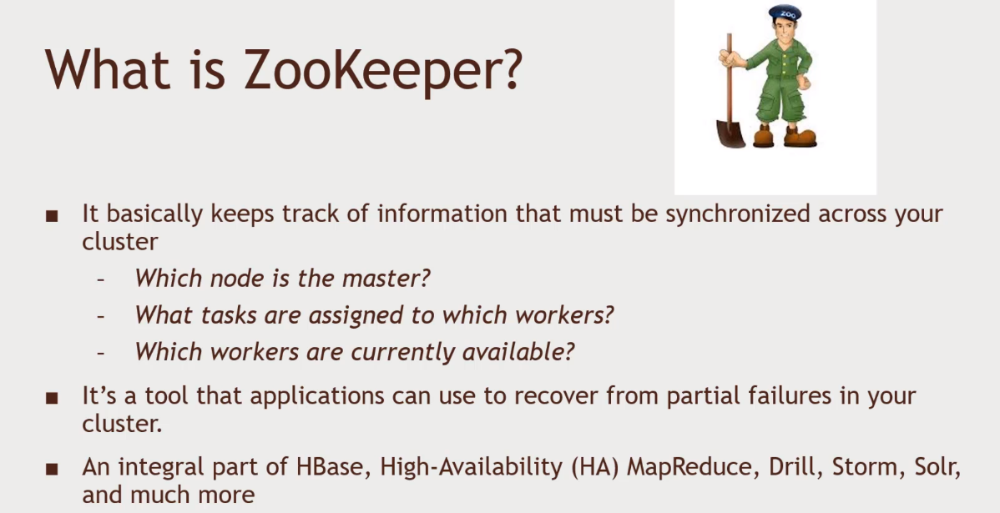 ZOO
What is ZooKeeper?
■ It basically keeps track of information that must be synchronized across your
cluster
– Which node is the master?
– What tasks are assigned to which workers?
– Which workers are currently available?
■ It’s a tool that applications can use to recover from partial failures in your
cluster.
■ An integral part of HBase, High-Availability (HA) MapReduce, Drill, Storm, Solr,
and much more